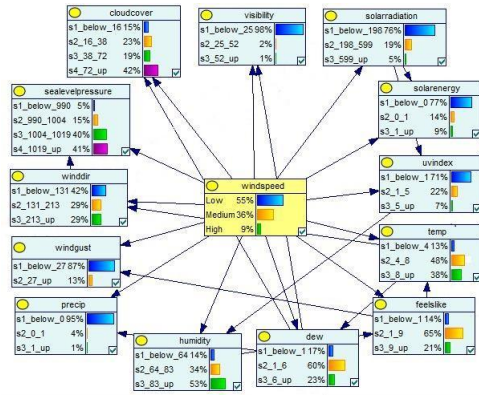 cloudcover
s1_below_16 15%
s2_16_38 23%
s3_38_72 19%
s4_72_up 42%
visibility
s1_below_25 98%
s2_25_52 2%
s3_52_up 1%
solarradiation
s1_below_198 76%
s2_198_599 19%
s3_599_up 5%
sealevelpressure
s1_below_990 5%
s2_990_1004 15%
s3_1004_1019 40%
s4_1019_up 41%
solarenergy
s1_below_0 77%
s2_0_1 14%
s3_1_up 9%
winddir
s1_below_131 42%
s2_131_213 29%
s3_213_up 29%
windspeed
Low 55%
Medium 36%
High 9%
uvindex
s1_below_1 71%
s2_1_5 22%
s3_5_up 7%
windgust
s1_below_27 87%
s2_27_up 13%
temp
s1_below_4 13%
s2_4_8 48%
s3_8_up 38%
precip
s1_below_0 95%
s2_0_1 4%
s3_1_up 1%
humidity
s1_below_64 14%
s2_64_83 34%
s3_83_up 53%
dew
s1_below_1 17%
s2_1_6 60%
s3_6_up 23%
feelslike
s1_below_1 14%
s2_1_9 65%
s3_9_up 21%